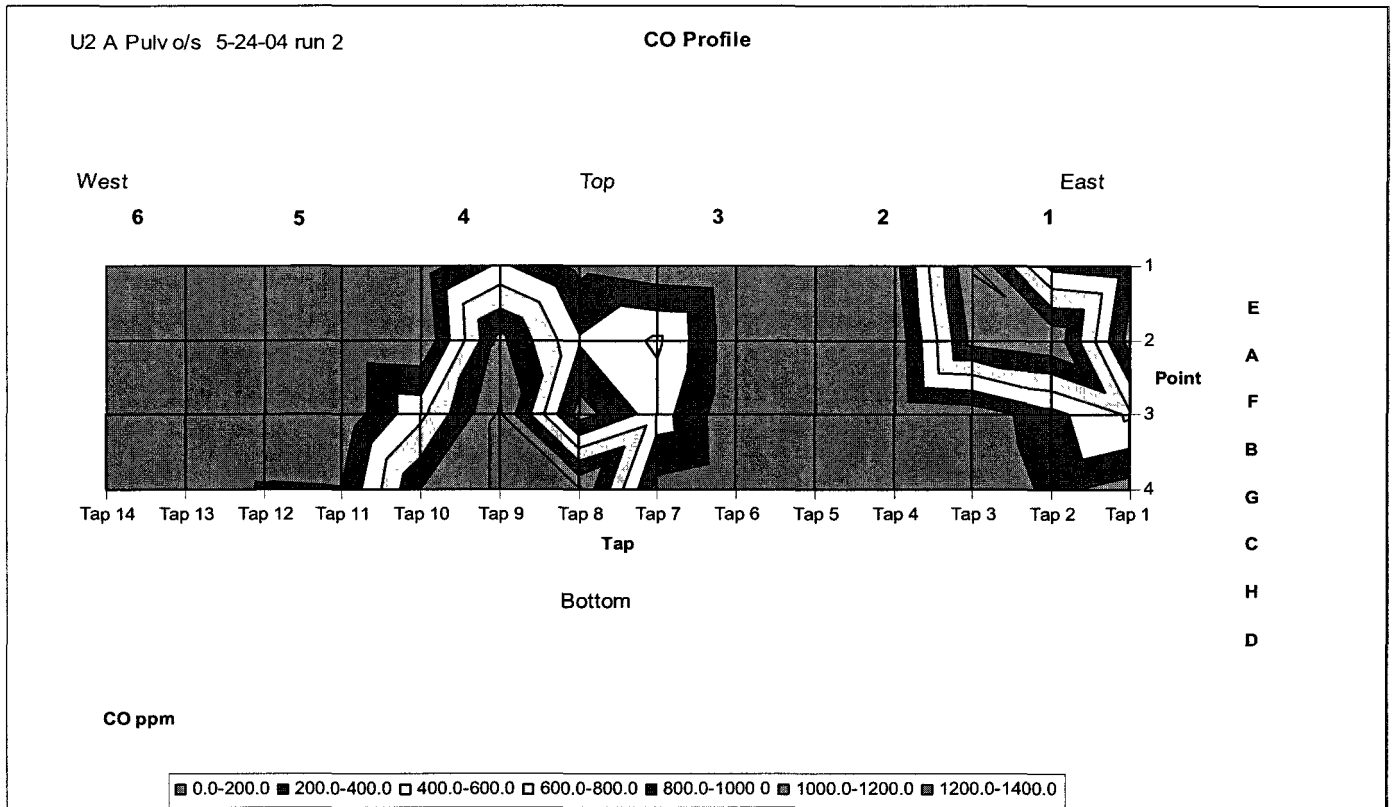 U2 A Pulv o/s 5-24-04 run 2
CO Profile
West Top East
6 5 4 3 2 1
1
2
3
4
Point
E
A
F
B
G
C
H
D
Tap 14 Tap 13 Tap 12 Tap 11 Tap 10 Tap 9 Tap 8 Tap 7 Tap 6 Tap 5 Tap 4 Tap 3 Tap 2 Tap 1
Tap
Bottom
CO ppm
0.0-200.0 200.0-400.0 400.0-600.0 600.0-800.0 800.0-1000 0 1000.0-1200.0 1200.0-1400.0